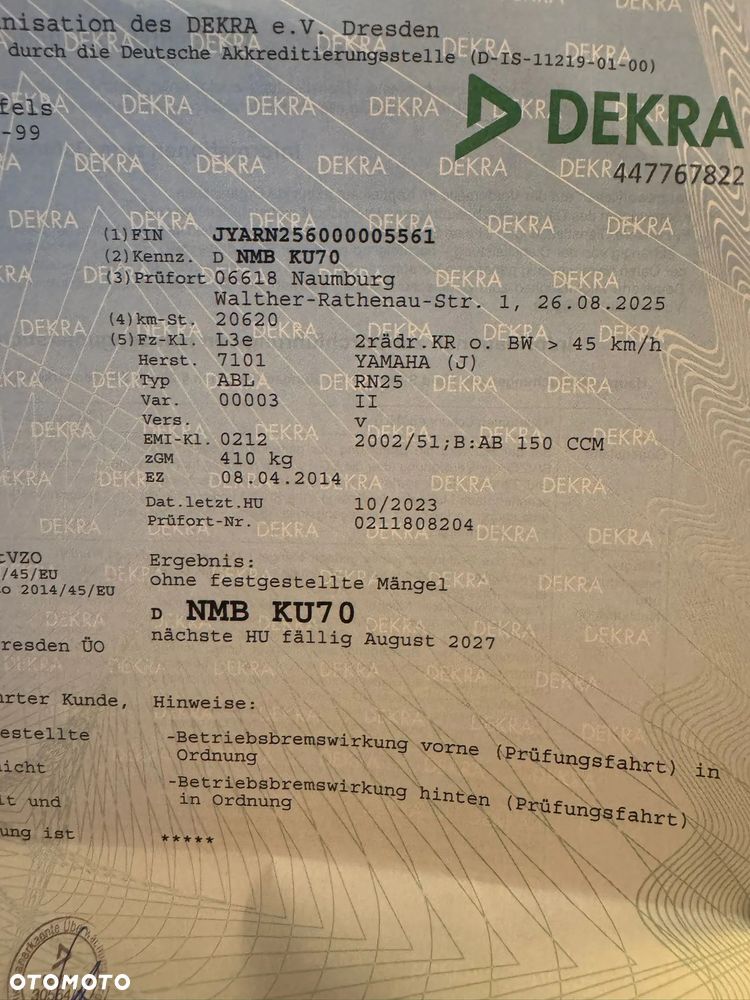 nisation des DEKRA e.V. Dresden
durch die Deutsche Akkreditierungsstelle (D-IS-11219-01-00)
fels
-99
DEKRA
447767822
(1)FIN JYARN256000005561
(2)Kennz. D NMB KU70
(3)Prüfort 06618 Naumburg
Walther-Rathenau-Str. 1, 26.08.2025
(4)km-St. 20620
(5)Fz-Kl. L3e 2rädr.KR o. BW > 45 km/h
Herst. 7101 YAMAHA (J)
Typ ABL RN25
Var. 00003 II
Vers. v
EMI-Kl. 0212 2002/51;B:AB 150 CCM
zGM 410 kg
EZ 08.04.2014
Dat.letzt.HU 10/2023
Prüfort-Nr. 0211808204
tVZO
/45/EU
o 2014/45/EU
Ergebnis:
ohne festgestellte Mängel
D NMB KU70
resden ÜO
nächste HU fällig August 2027
hrter Kunde,
Hinweise:
estellte
-Betriebsbremswirkung vorne (Prüfungsfahrt) in
Ordnung
icht
-Betriebsbremswirkung hinten (Prüfungsfahrt)
in Ordnung
lt und
ung ist
*****
OTOMOTO